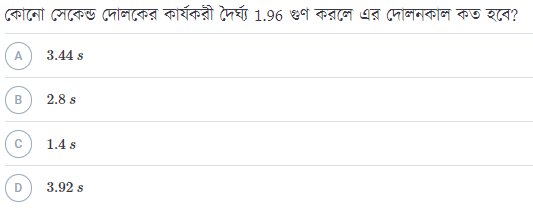 কোনো সেকেন্ড দোলকের কার্যকরী দৈর্ঘ্য 1.96 গুণ করলে এর দোলনকাল কত হবে?
A 3.44 s
B 2.8 s
C 1.4 s
D 3.92 s